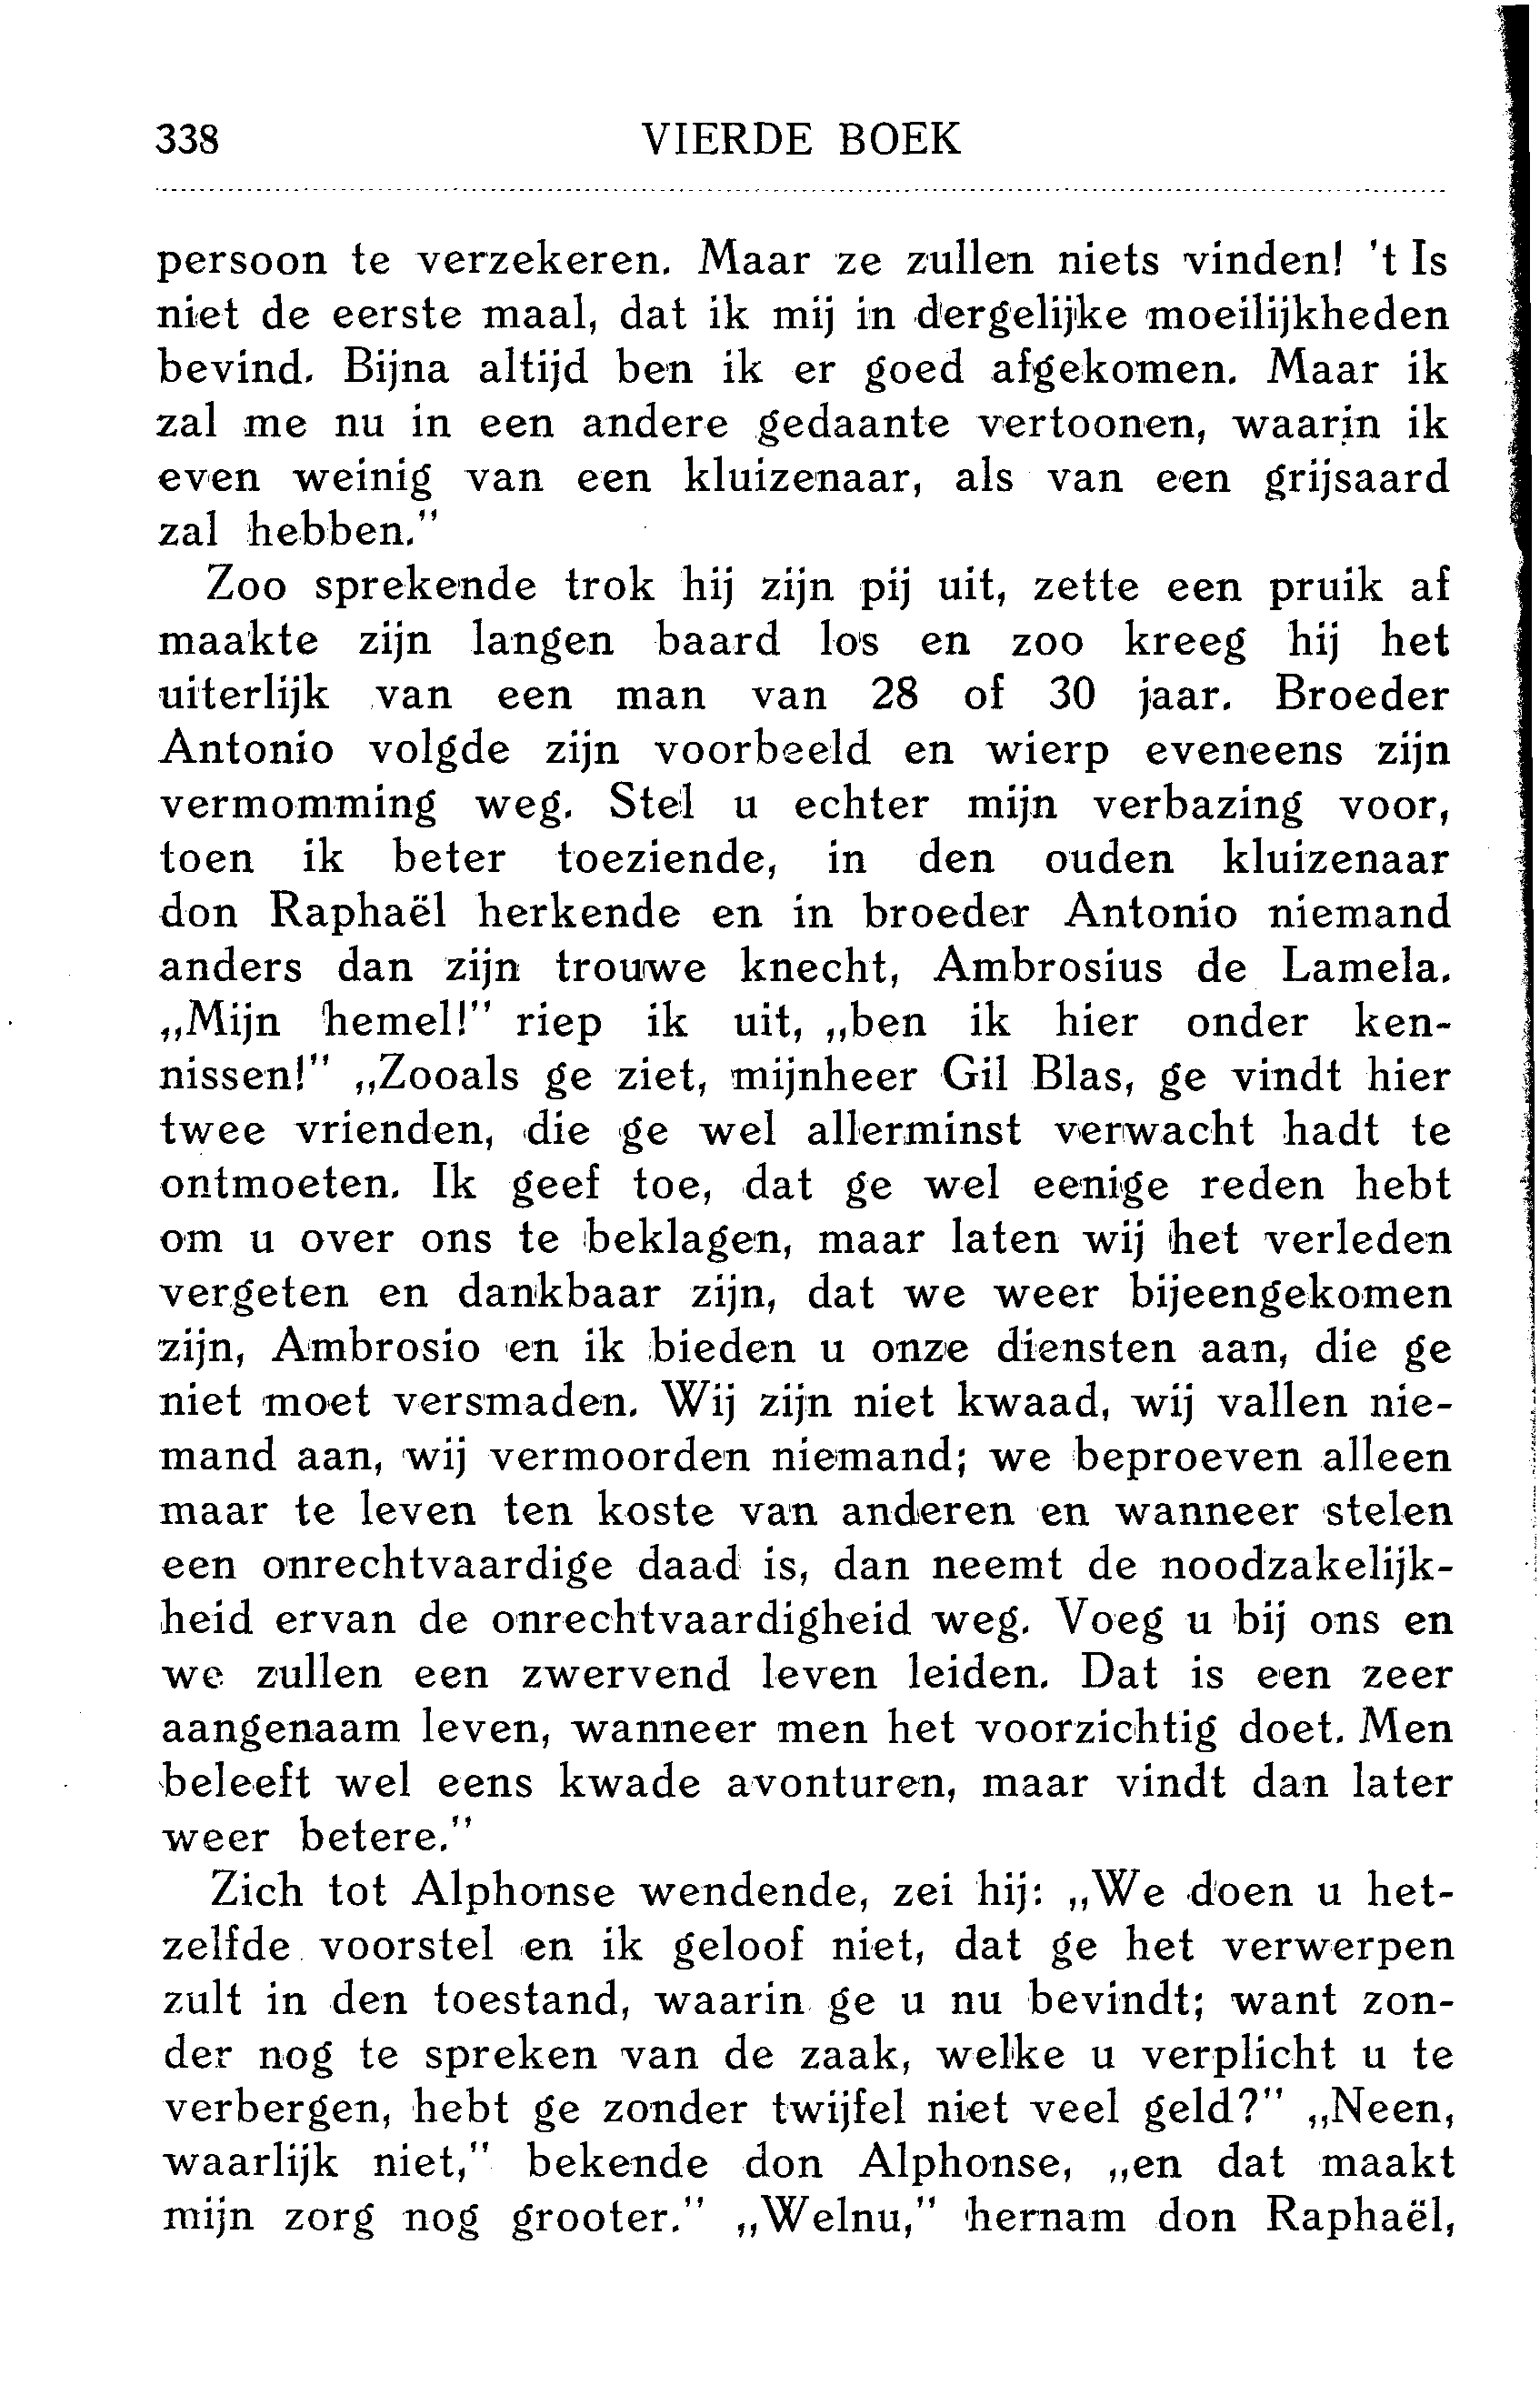 338 VIERDE BOEK
persoon te verzekeren. Maar ze zullen niets vinden! 't Is
niet de eerste maal, dat ik mij in dergelijke moeilijkheden
bevind. Bijna altijd ben ik er goed afgekomen. Maar ik
zal me nu in een andere gedaante vertoonen, waarin ik
even weinig van een kluizenaar, als van een grijsaard
zal hebben."
Zoo sprekende trok hij zijn pij uit, zette een pruik af
maakte zijn langen baard los en zoo kreeg hij het
uiterlijk van een man van 28 of 30 jaar. Broeder
Antonio volgde zijn voorbeeld en wierp eveneens zijn
vermomming weg. Stel u echter mijn verbazing voor,
toen ik beter toeziende, in den ouden kluizenaar
don Raphaël herkende en in broeder Antonio niemand
anders dan zijn trouwe knecht, Ambrosius de Lamela.
„Mijn hemel!" riep ik uit, „ben ik hier onder ken-
nissen!" „Zooals ge ziet, mijnheer Gil Blas, ge vindt hier
twee vrienden, die ge wel allerminst verwacht hadt te
ontmoeten. Ik geef toe, dat ge wel eenige reden hebt
om u over ons te beklagen, maar laten wij het verleden
vergeten en dankbaar zijn, dat we weer bijeengekomen
zijn, Ambrosio en ik bieden u onze diensten aan, die ge
niet moet versmaden. Wij zijn niet kwaad, wij vallen nie-
mand aan, wij vermoorden niemand; we beproeven alleen
maar te leven ten koste van anderen en wanneer stelen
een onrechtvaardige daad is, dan neemt de noodzakelijk-
heid ervan de onrechtvaardigheid weg. Voeg u bij ons en
we zullen een zwervend leven leiden. Dat is een zeer
aangenaam leven, wanneer men het voorzichtig doet. Men
beleeft wel eens kwade avonturen, maar vindt dan later
weer betere."
Zich tot Alphonse wendende, zei hij: „We doen u het-
zelfde voorstel en ik geloof niet, dat ge het verwerpen
zult in den toestand, waarin ge u nu bevindt; want zon-
der nog te spreken van de zaak, welke u verplicht u te
verbergen, hebt ge zonder twijfel niet veel geld?" „Neen,
waarlijk niet," bekende don Alphonse, „en dat maakt
mijn zorg nog grooter." „Welnu," hernam don Raphaël,